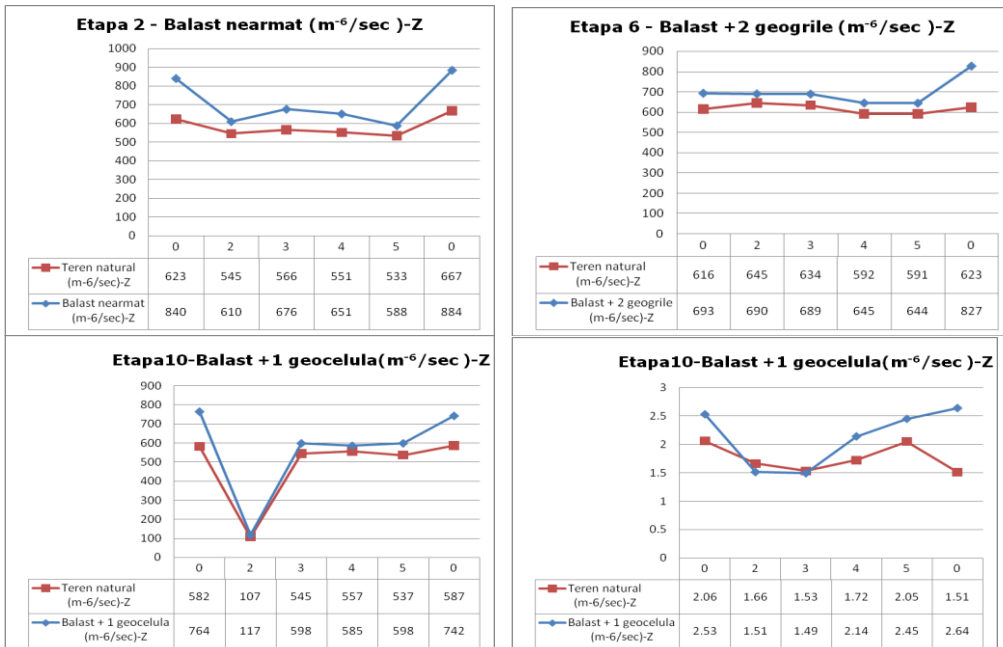 Etapa 2 - Balast nearmat (m⁻⁶/sec )-Z
1000
900
800
700
600
500
400
300
200
100
0
0 2 3 4 5 0
Teren natural (m-6/sec)-Z 623 545 566 551 533 667
Balast nearmat (m-6/sec)-Z 840 610 676 651 588 884
Etapa 6 - Balast +2 geogrile (m⁻⁶/sec )-Z
900
800
700
600
500
400
300
200
100
0
0 2 3 4 5 0
Teren natural (m-6/sec)-Z 616 645 634 592 591 623
Balast + 2 geogrile (m-6/sec)-Z 693 690 689 645 644 827
Etapa10-Balast +1 geocelula(m⁻⁶/sec )-Z
900
800
700
600
500
400
300
200
100
0
0 2 3 4 5 0
Teren natural (m-6/sec)-Z 582 107 545 557 537 587
Balast + 1 geocelula (m-6/sec)-Z 764 117 598 585 598 742
Etapa10-Balast +1 geocelula(m⁻⁶/sec )-Z
3
2.5
2
1.5
1
0.5
0
0 2 3 4 5 0
Teren natural (m-6/sec)-Z 2.06 1.66 1.53 1.72 2.05 1.51
Balast + 1 geocelula (m-6/sec)-Z 2.53 1.51 1.49 2.14 2.45 2.64